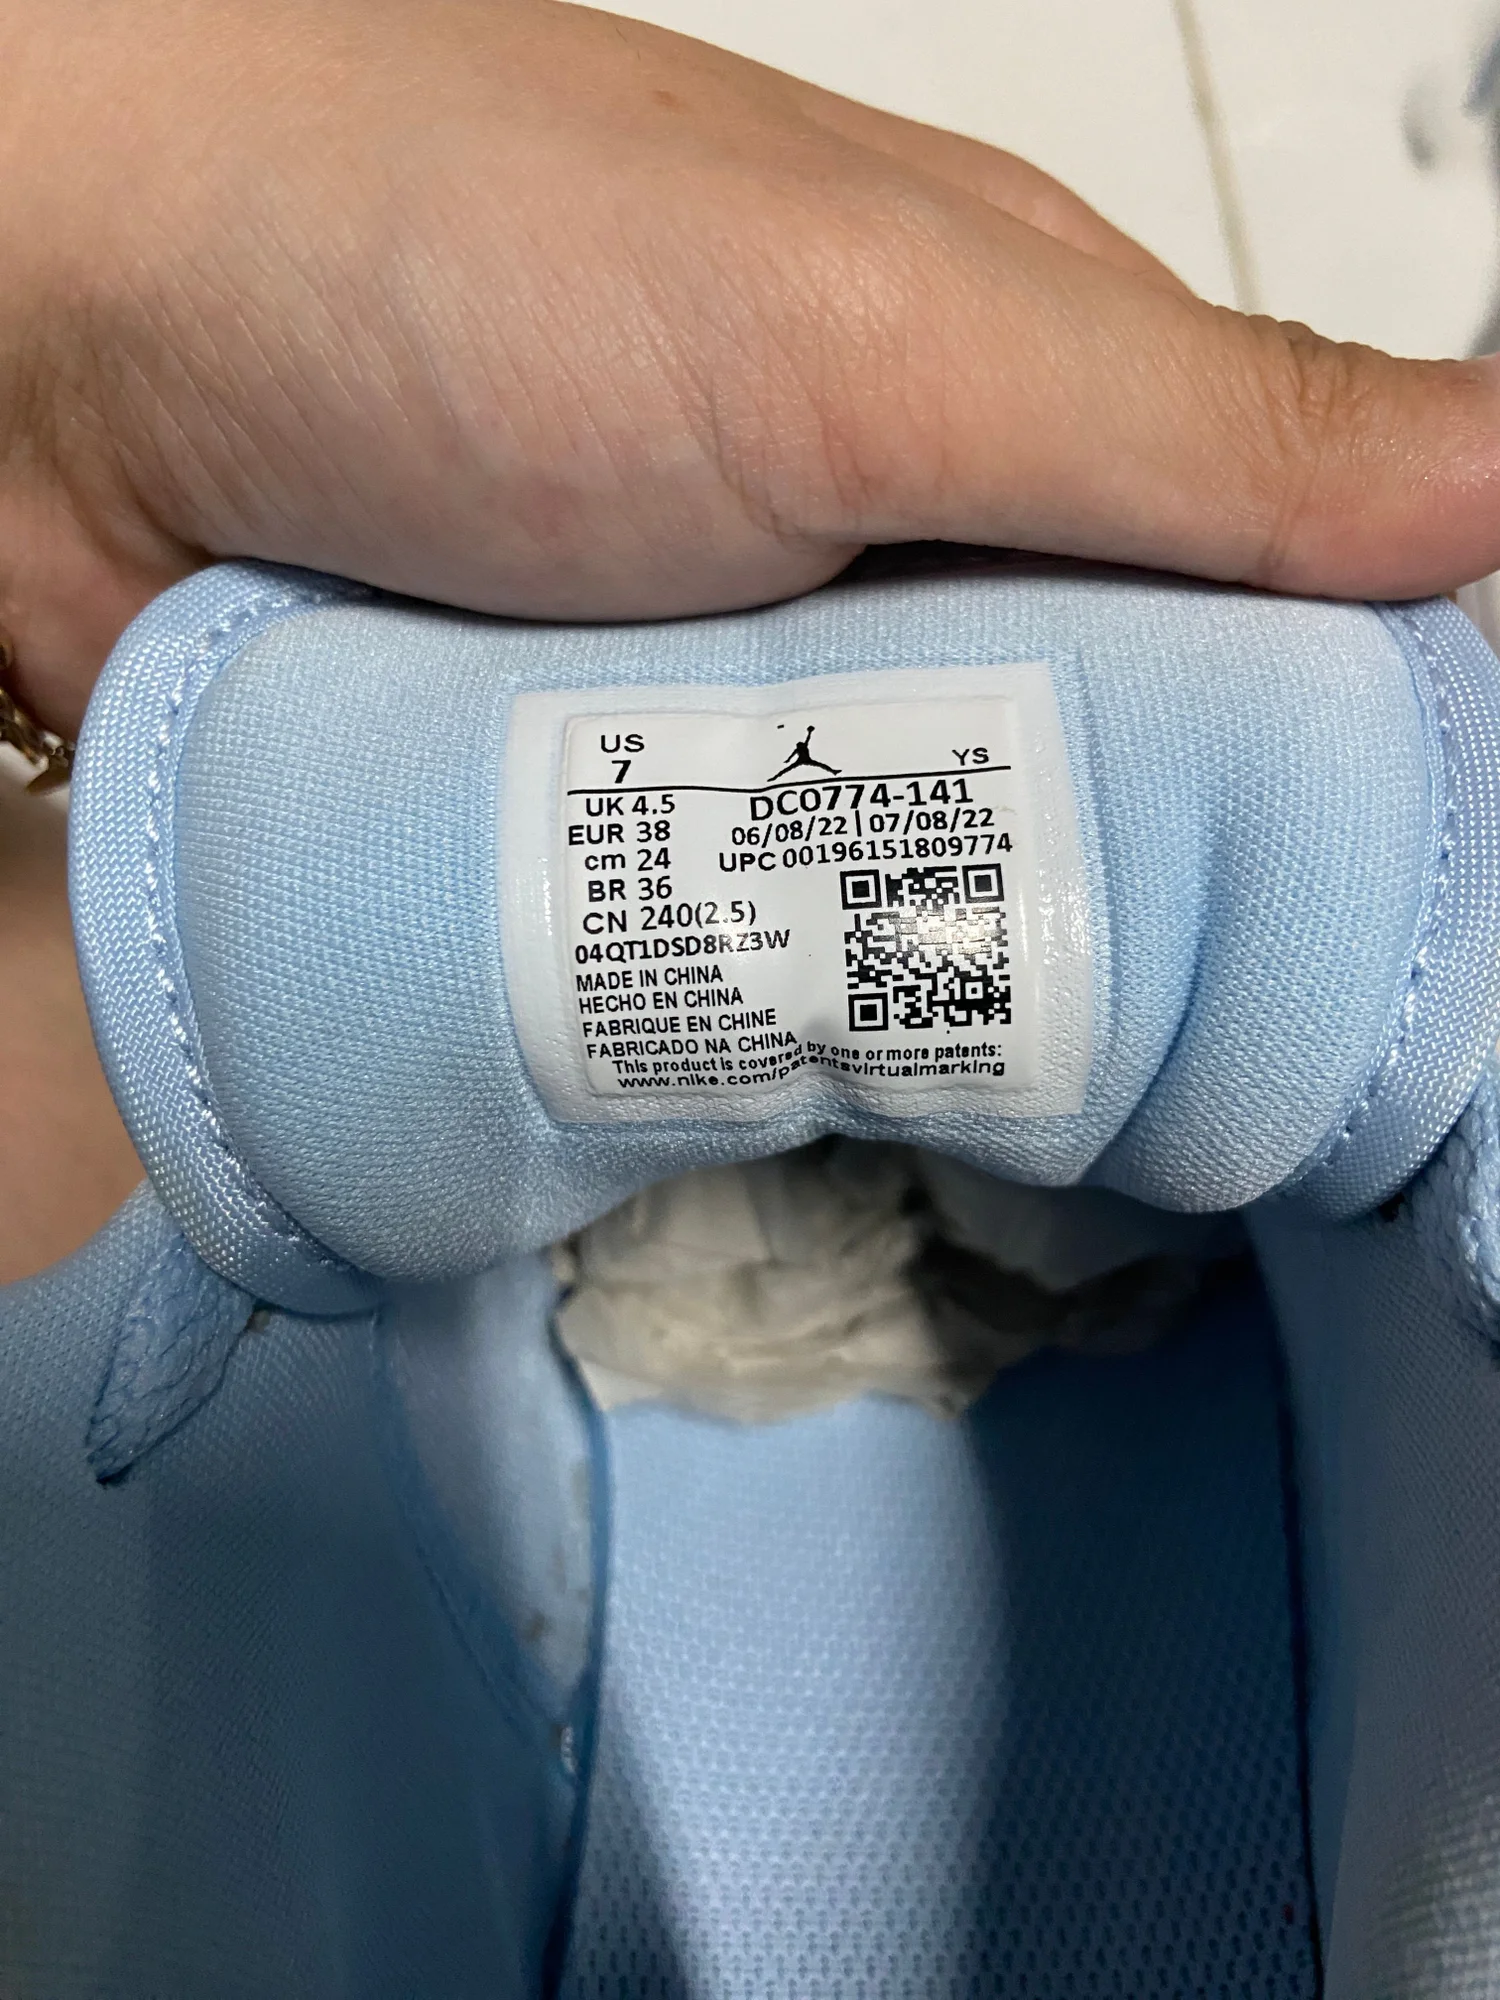 US
7
YS
UK 4.5
DC0774-141
EUR 38
06/08/22 | 07/08/22
cm 24
UPC 00196151809774
BR 36
CN 240(2.5)
04QT1DSD8RZ3W
MADE IN CHINA
HECHO EN CHINA
FABRIQUE EN CHINE
FABRICADO NA CHINA
This product is covered by one or more patents:
www.nike.com/patentsvirtualmarking